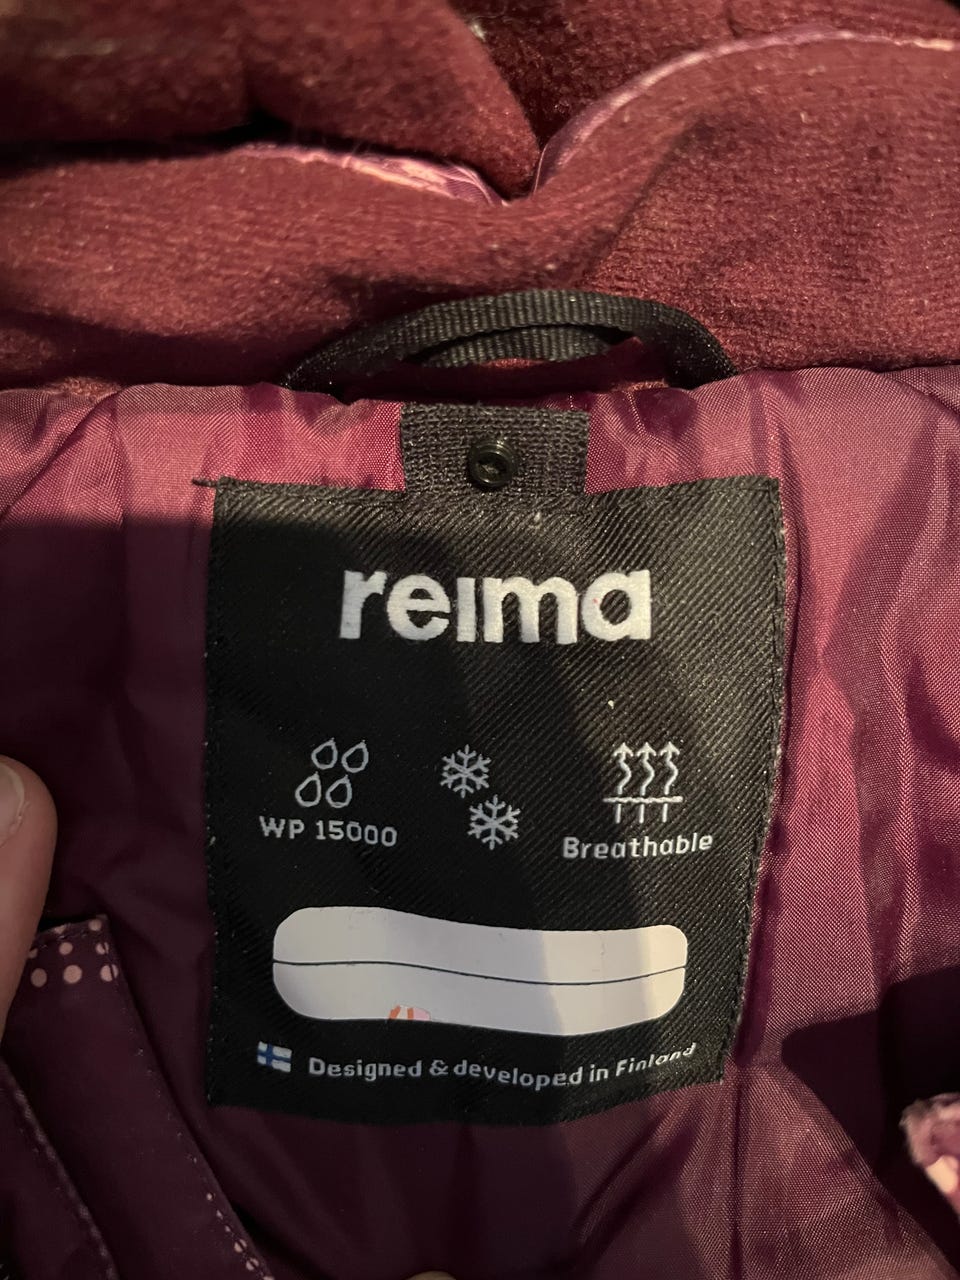 reima
WP 15000
Breathable
Designed & developed in Finland